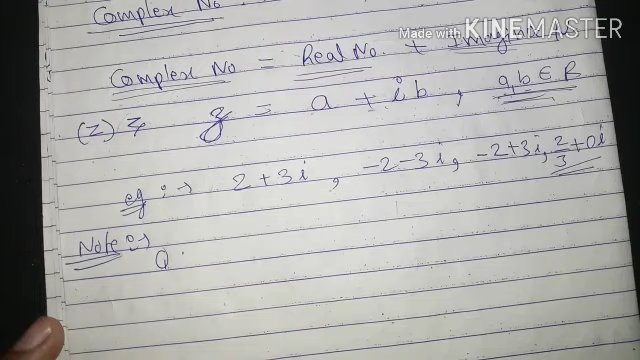 Complex No.
Made with KINEMASTER
Complex No = Real No. + Imaginary No
(Z) z z = a + ib, a,b ∈ R
eg :→ 2 + 3i, -2-3i, -2+3i, 2/3+0i
Note :→
Q